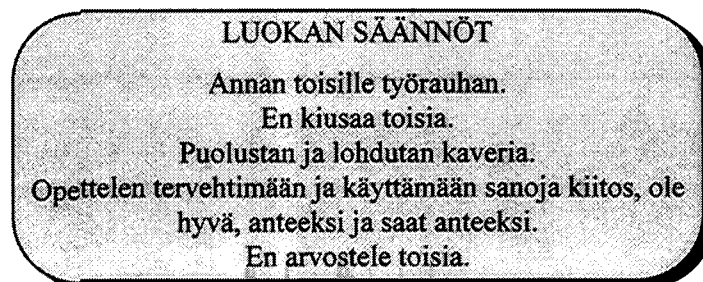 LUOKAN SÄÄNNÖT
Annan toisille työrauhan.
En kiusaa toisia.
Puolustan ja lohdutan kaveria.
Opettelen tervehtimään ja käyttämään sanoja kiitos, ole
hyvä, anteeksi ja saat anteeksi.
En arvostele toisia.